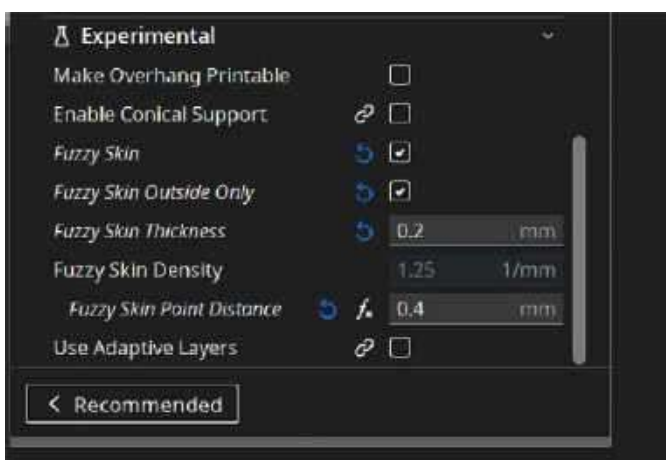 Experimental
Make Overhang Printable
Enable Conical Support
Fuzzy Skin
Fuzzy Skin Outside Only
Fuzzy Skin Thickness 0.2 mm
Fuzzy Skin Density 1.25 1/mm
Fuzzy Skin Point Distance f. 0.4 mm
Use Adaptive Layers
< Recommended